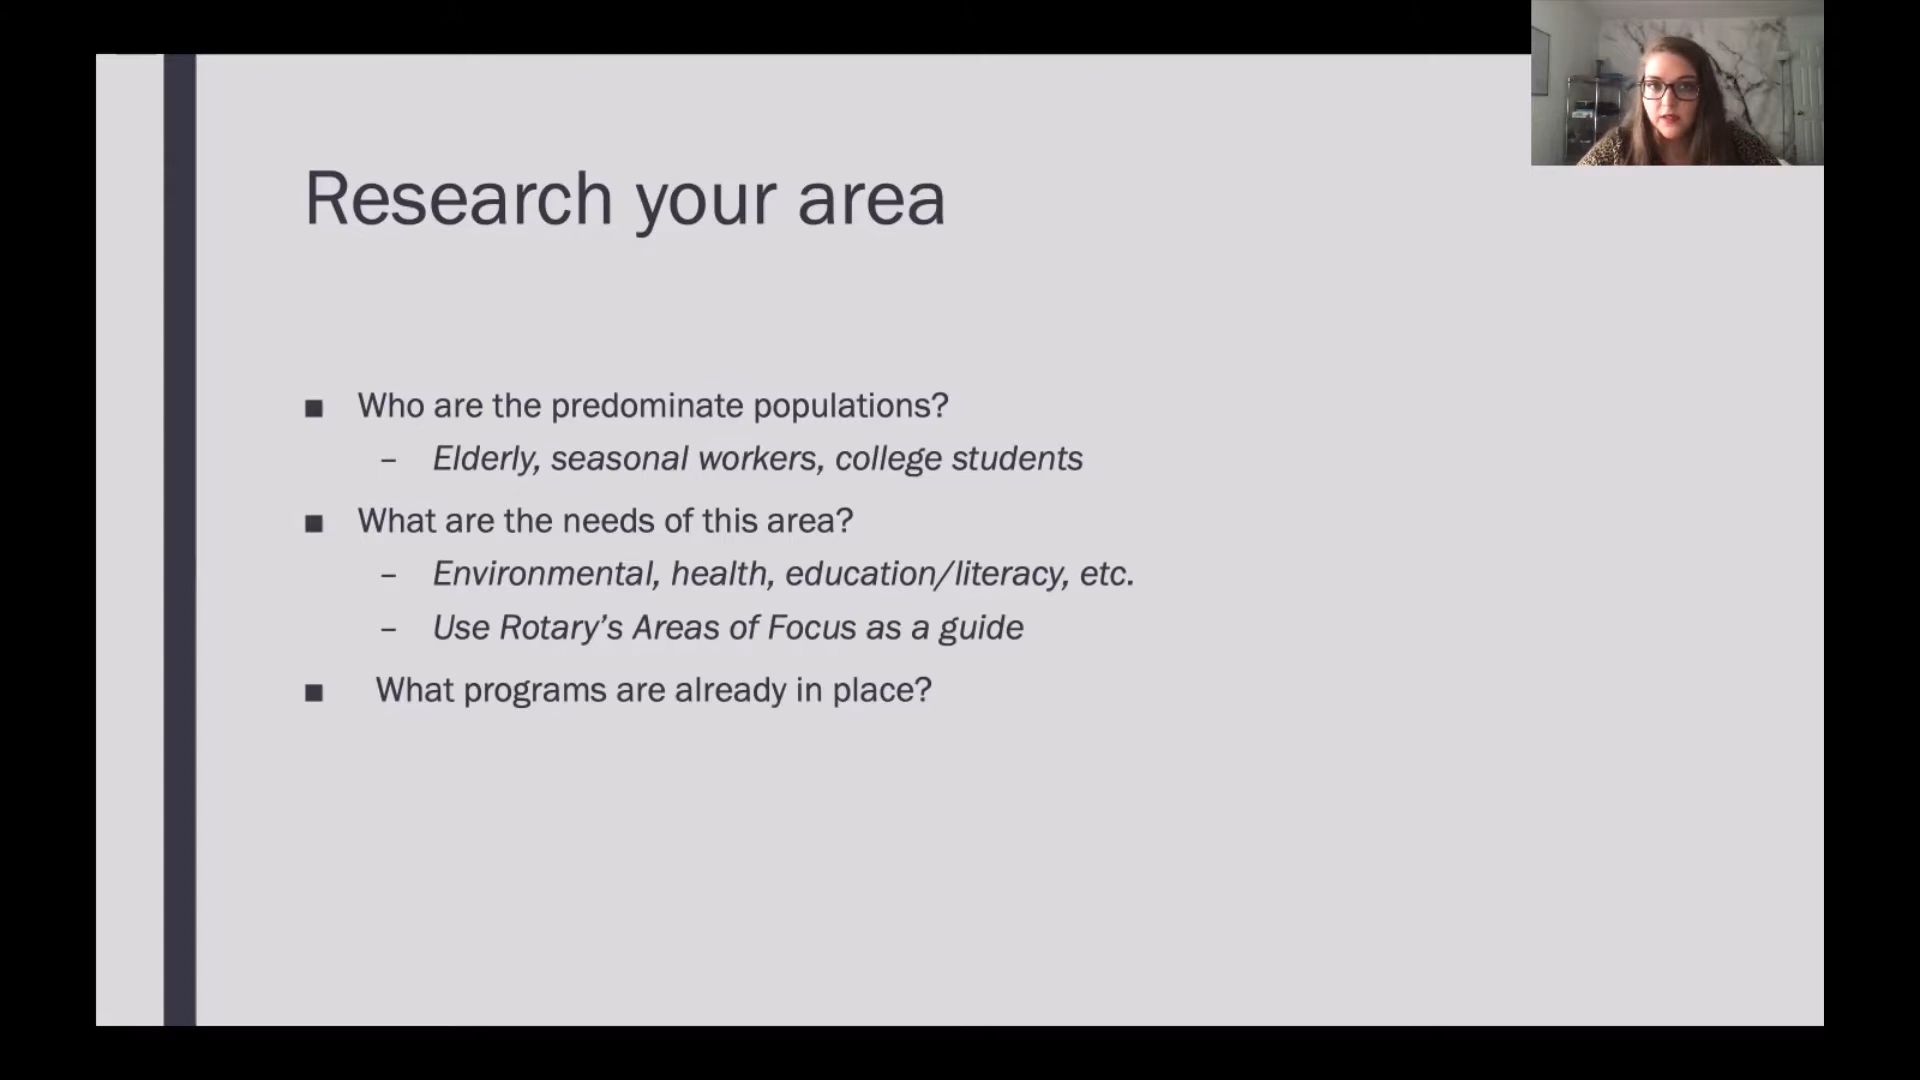 Research your area
■ Who are the predominate populations?
– Elderly, seasonal workers, college students
■ What are the needs of this area?
– Environmental, health, education/literacy, etc.
– Use Rotary’s Areas of Focus as a guide
■ What programs are already in place?